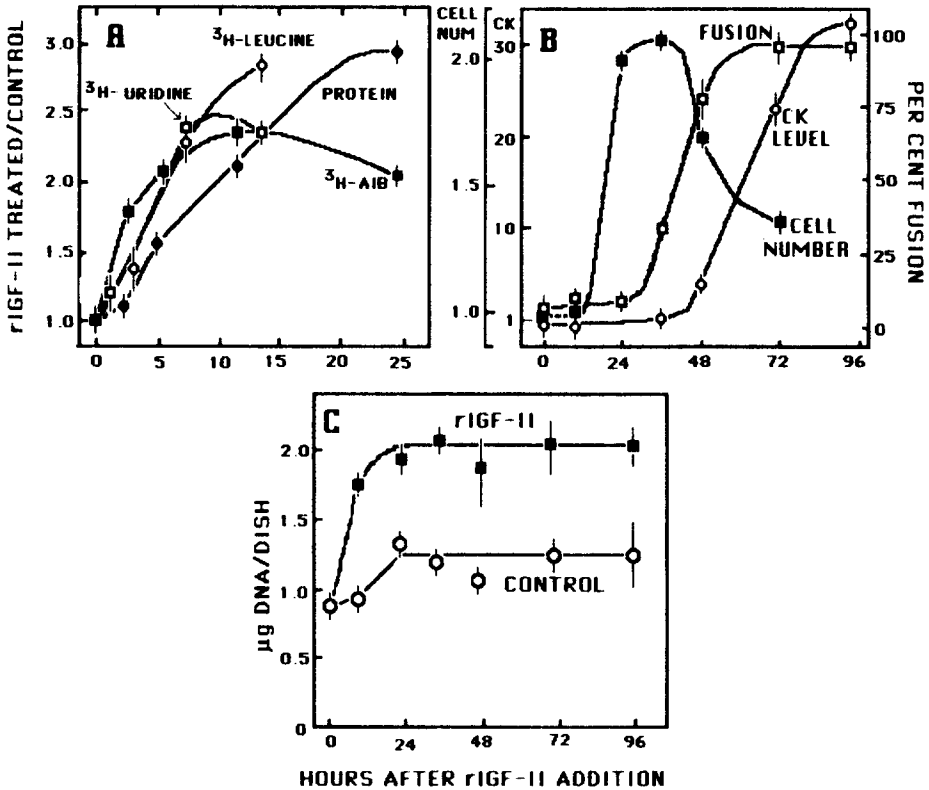 rIGF-II TREATED/CONTROL
A
3.0
2.5
2.0
1.5
1.0
³H-LEUCINE
³H-URIDINE
PROTEIN
³H-AIB
0 5 10 15 20 25
CELL NUM
2.0
1.5
1.0
CK
30
20
10
1
B
FUSION
CK LEVEL
CELL NUMBER
100
75
50
25
0
PER CENT FUSION
0 24 48 72 96
C
µg DNA/DISH
2.0
1.5
1.0
0.5
0
rIGF-II
CONTROL
0 24 48 72 96
HOURS AFTER rIGF-II ADDITION